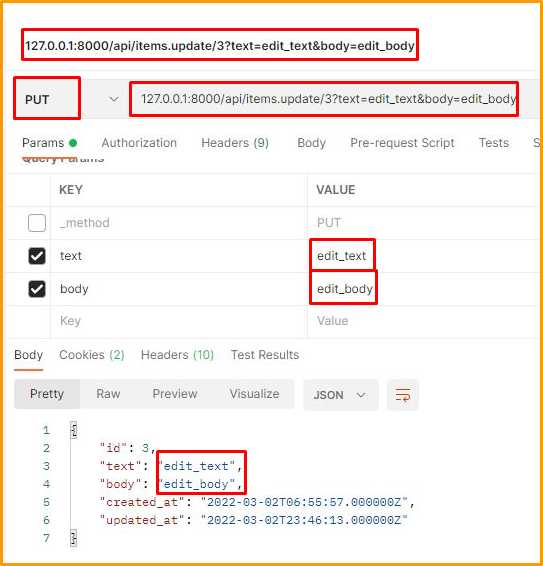 127.0.0.1:8000/api/items.update/3?text=edit_text&body=edit_body
PUT 127.0.0.1:8000/api/items.update/3?text=edit_text&body=edit_body
Params Authorization Headers (9) Body Pre-request Script Tests S
Query Params
KEY VALUE
_method PUT
text edit_text
body edit_body
Key Value
Body Cookies (2) Headers (10) Test Results
Pretty Raw Preview Visualize JSON
1 {
2 "id": 3,
3 "text": "edit_text",
4 "body": "edit_body",
5 "created_at": "2022-03-02T06:55:57.000000Z",
6 "updated_at": "2022-03-02T23:46:13.000000Z"
7 }